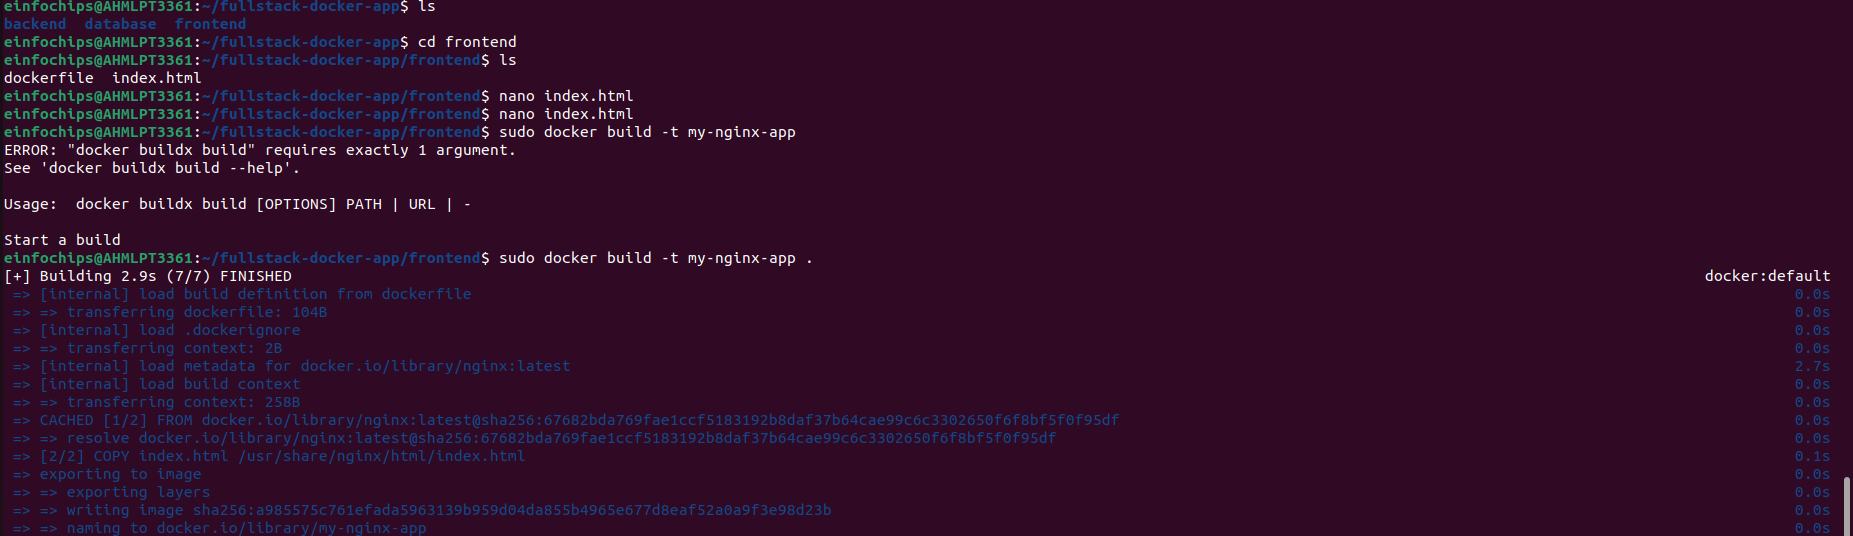 einfochips@AHMLPT3361:~/fullstack-docker-app$ ls
backend  database  frontend
einfochips@AHMLPT3361:~/fullstack-docker-app$ cd frontend
einfochips@AHMLPT3361:~/fullstack-docker-app/frontend$ ls
dockerfile  index.html
einfochips@AHMLPT3361:~/fullstack-docker-app/frontend$ nano index.html
einfochips@AHMLPT3361:~/fullstack-docker-app/frontend$ nano index.html
einfochips@AHMLPT3361:~/fullstack-docker-app/frontend$ sudo docker build -t my-nginx-app
ERROR: "docker buildx build" requires exactly 1 argument.
See 'docker buildx build --help'.
Usage:  docker buildx build [OPTIONS] PATH | URL | -
Start a build
einfochips@AHMLPT3361:~/fullstack-docker-app/frontend$ sudo docker build -t my-nginx-app .
[+] Building 2.9s (7/7) FINISHED docker:default
=> [internal] load build definition from dockerfile 0.0s
=> => transferring dockerfile: 104B 0.0s
=> [internal] load .dockerignore 0.0s
=> => transferring context: 2B 0.0s
=> [internal] load metadata for docker.io/library/nginx:latest 2.7s
=> [internal] load build context 0.0s
=> => transferring context: 258B 0.0s
=> CACHED [1/2] FROM docker.io/library/nginx:latest@sha256:67682bda769fae1ccf5183192b8daf37b64cae99c6c3302650f6f8bf5f0f95df 0.0s
=> => resolve docker.io/library/nginx:latest@sha256:67682bda769fae1ccf5183192b8daf37b64cae99c6c3302650f6f8bf5f0f95df 0.0s
=> [2/2] COPY index.html /usr/share/nginx/html/index.html 0.1s
=> exporting to image 0.0s
=> => exporting layers 0.0s
=> => writing image sha256:a985575c761efada5963139b959d04da855b4965e677d8eaf52a0a9f3e98d23b 0.0s
=> => naming to docker.io/library/my-nginx-app 0.0s